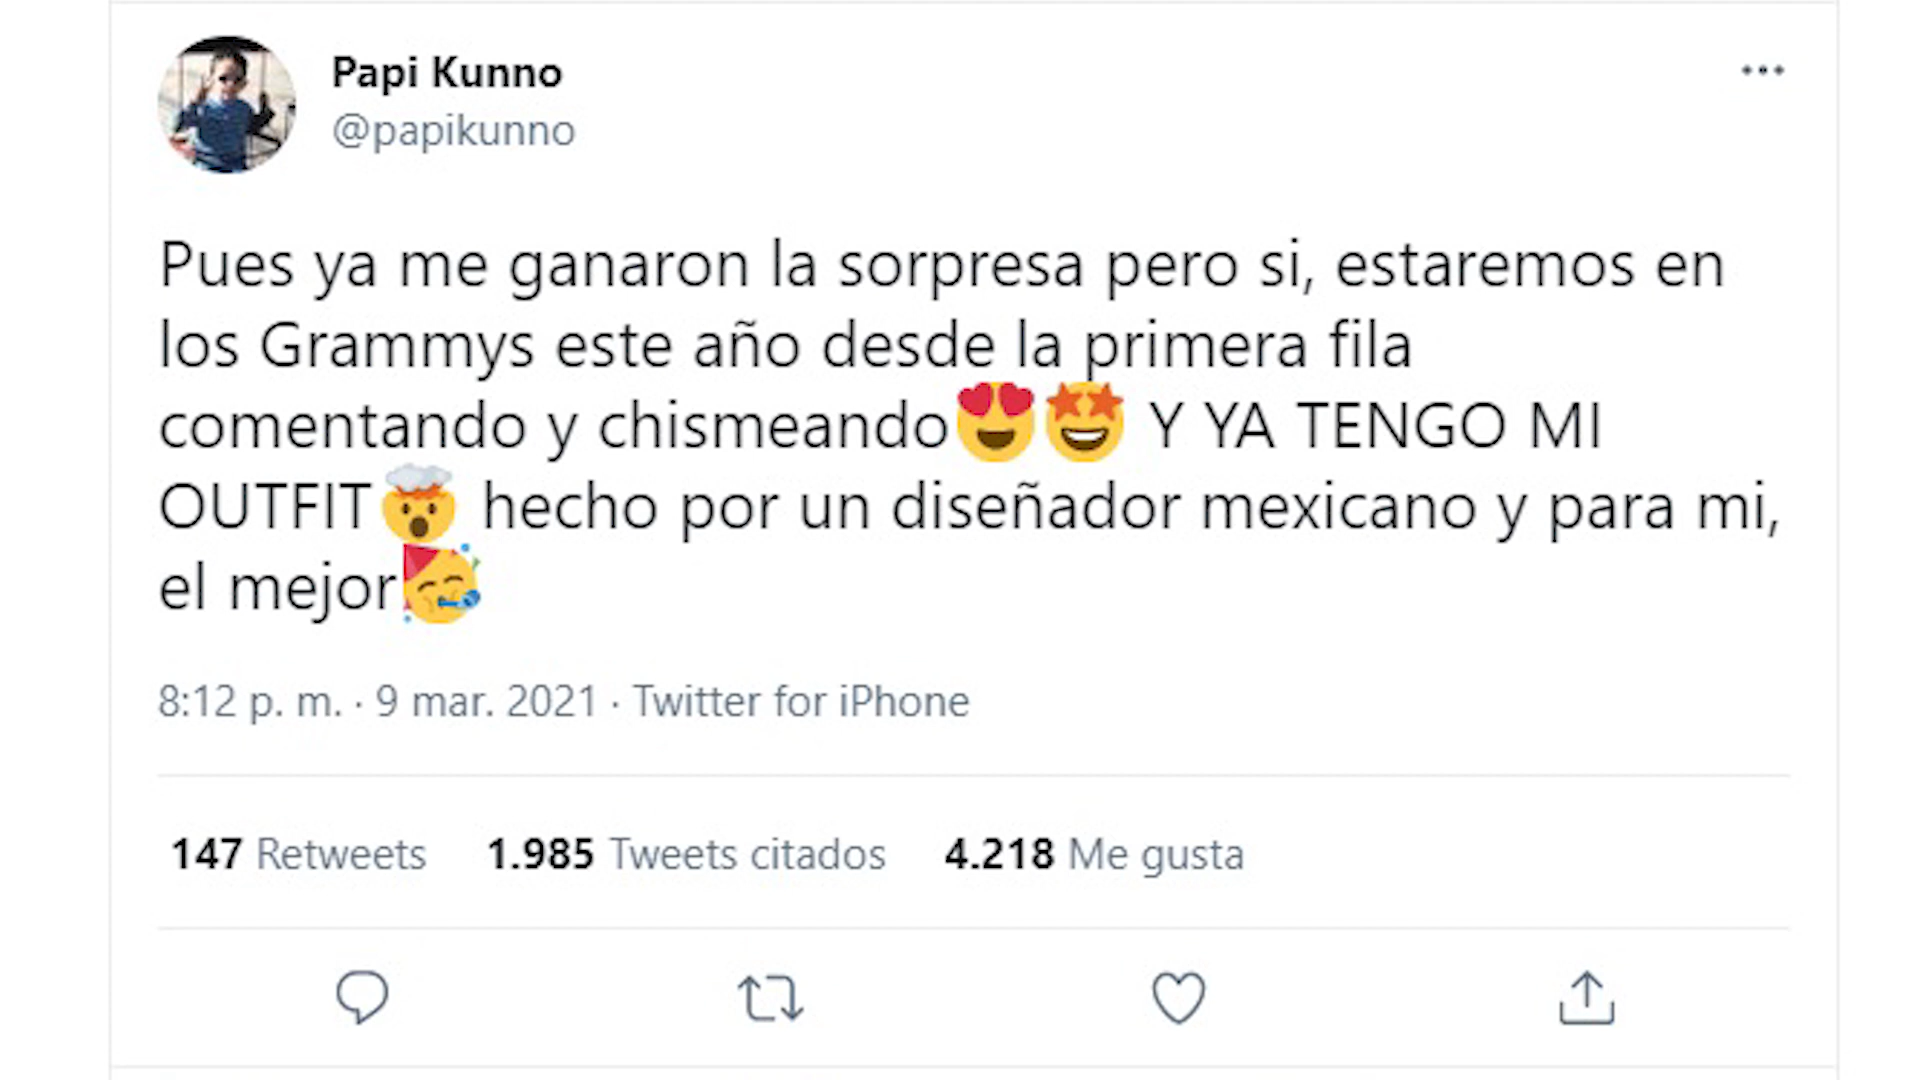 Papi Kunno
@papikunno
Pues ya me ganaron la sorpresa pero si, estaremos en
los Grammys este año desde la primera fila
comentando y chismeando😍🤩 Y YA TENGO MI
OUTFIT🤯 hecho por un diseñador mexicano y para mi,
el mejor🥳
8:12 p. m. · 9 mar. 2021 · Twitter for iPhone
147 Retweets 1.985 Tweets citados 4.218 Me gusta